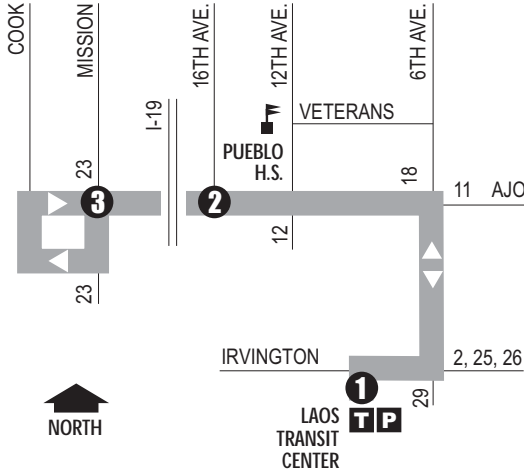 COOK
MISSION
16TH AVE.
12TH AVE.
6TH AVE.
I-19
VETERANS
PUEBLO
H.S.
23
18
3
2
11 AJO
12
23
IRVINGTON
2, 25, 26
1
29
LAOS
TRANSIT
CENTER
T P
NORTH